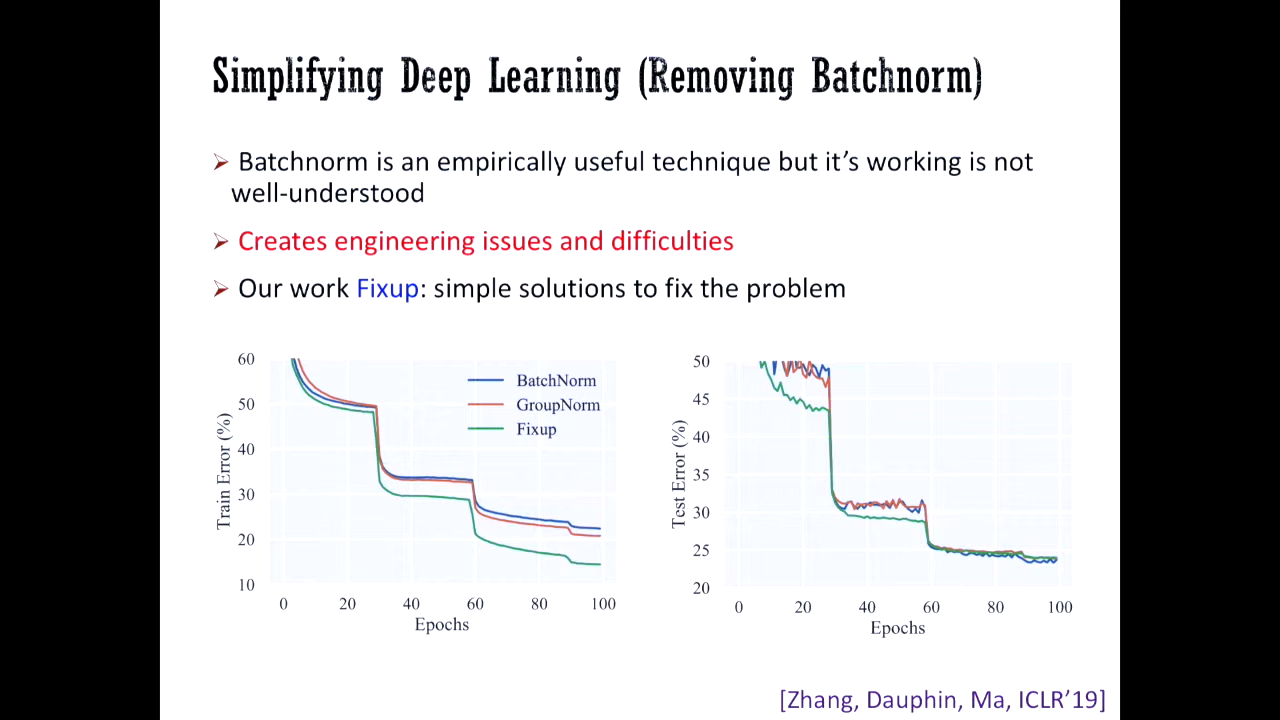 Simplifying Deep Learning (Removing Batchnorm)
➢ Batchnorm is an empirically useful technique but it’s working is not
well-understood
➢ Creates engineering issues and difficulties
➢ Our work Fixup: simple solutions to fix the problem
60
50
40
30
20
10
Train Error (%)
BatchNorm
GroupNorm
Fixup
0 20 40 60 80 100
Epochs
50
45
40
35
30
25
20
Test Error (%)
0 20 40 60 80 100
Epochs
[Zhang, Dauphin, Ma, ICLR’19]